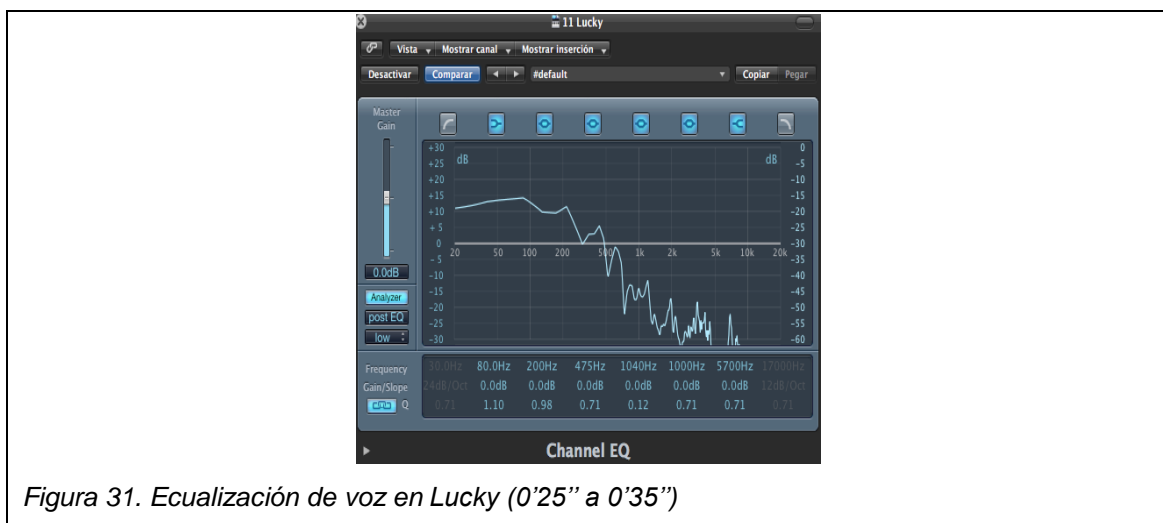 11 Lucky
Vista Mostrar canal Mostrar inserción
Desactivar Comparar #default Copiar Pegar
Master
Gain
+30 0
+25 dB dB -5
+20 -10
+15 -15
+10 -20
+ 5 -25
0 -30
20 50 100 200 500 1k 2k 5k 10k 20k
- 5 -35
-10 -40
-15 -45
-20 -50
-25 -55
-30 -60
0.0dB
Analyzer
post EQ
low
Frequency 30.0Hz 80.0Hz 200Hz 475Hz 1040Hz 1000Hz 5700Hz 17000Hz
Gain/Slope 24dB/Oct 0.0dB 0.0dB 0.0dB 0.0dB 0.0dB 0.0dB 12dB/Oct
Q 0.71 1.10 0.98 0.71 0.12 0.71 0.71 0.71
Channel EQ
Figura 31. Ecualización de voz en Lucky (0’25’’ a 0’35’’)